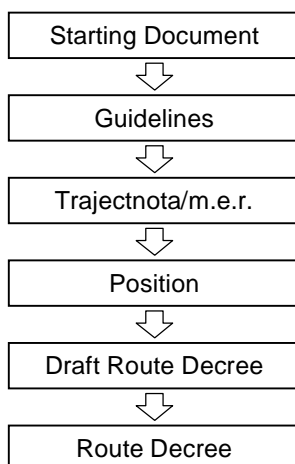 Starting Document
Guidelines
Trajectnota/m.e.r.
Position
Draft Route Decree
Route Decree